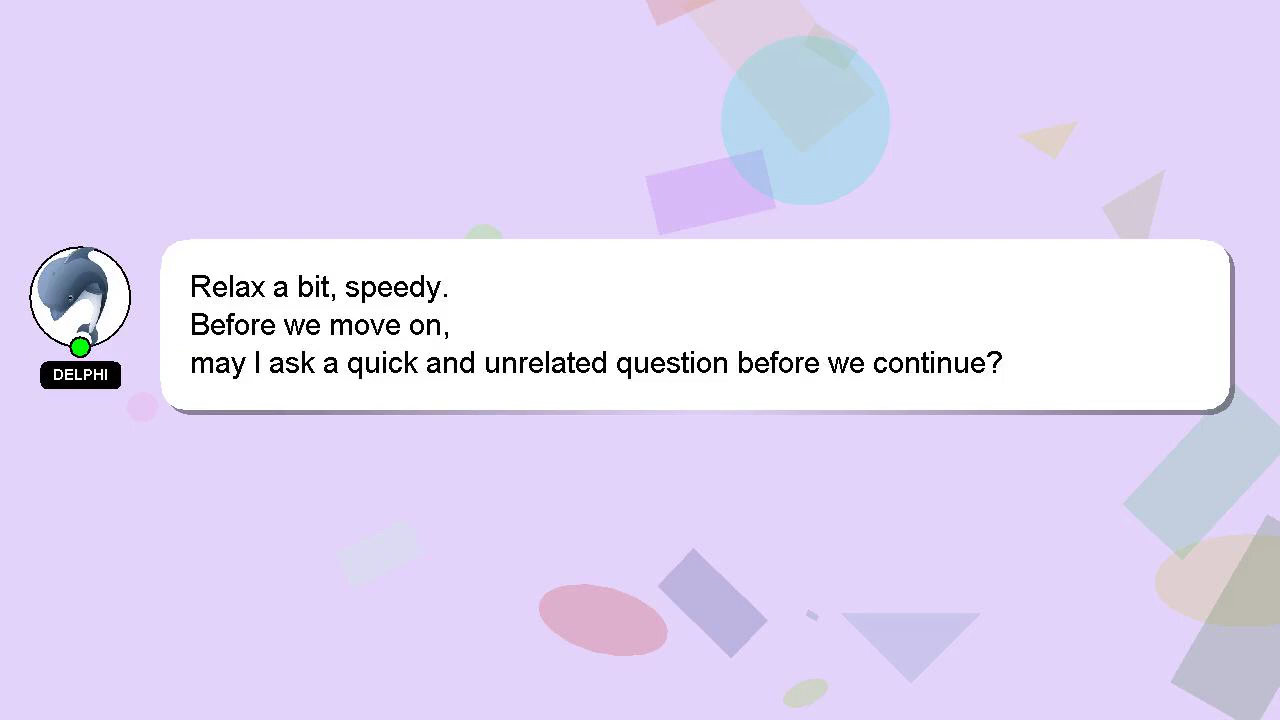 Relax a bit, speedy.
Before we move on,
may I ask a quick and unrelated question before we continue?
DELPHI